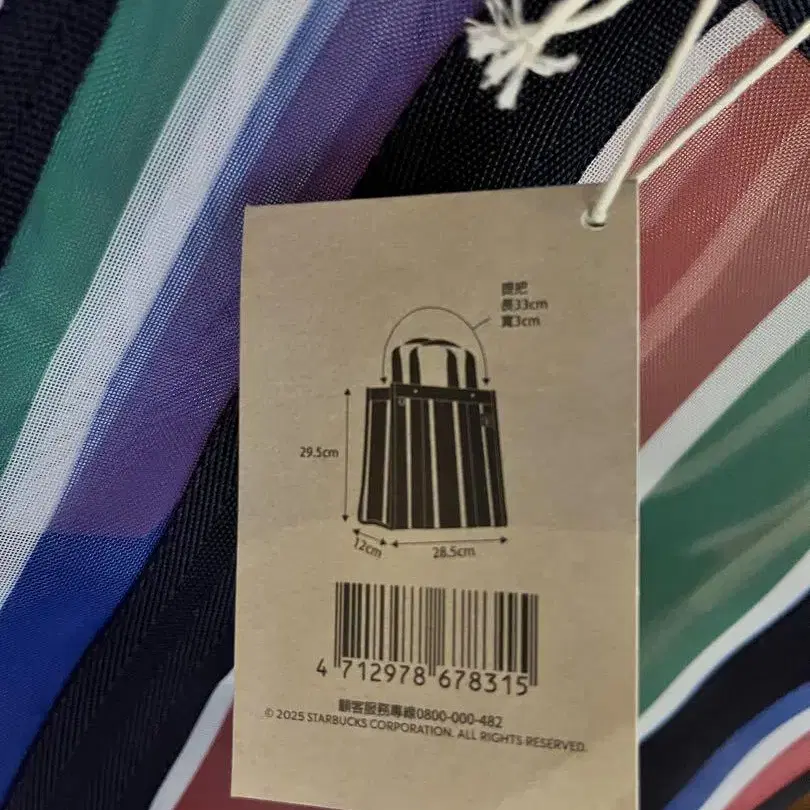 提把
長33cm
寬3cm
29.5cm
12cm
28.5cm
4 712978 678315
顧客服務專線0800-000-482
© 2025 STARBUCKS CORPORATION. ALL RIGHTS RESERVED.